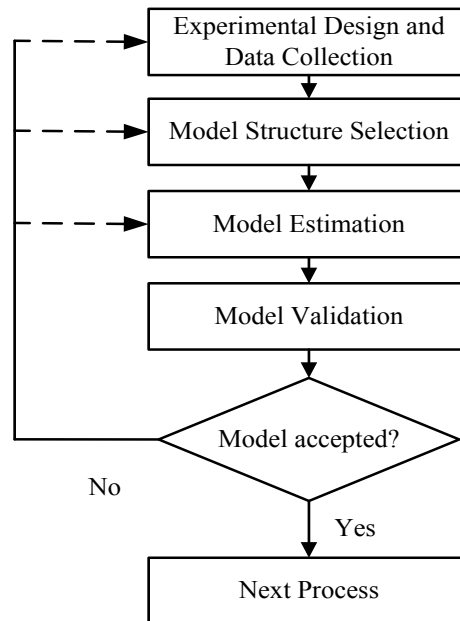 Experimental Design and
Data Collection
Model Structure Selection
Model Estimation
Model Validation
Model accepted?
No
Yes
Next Process